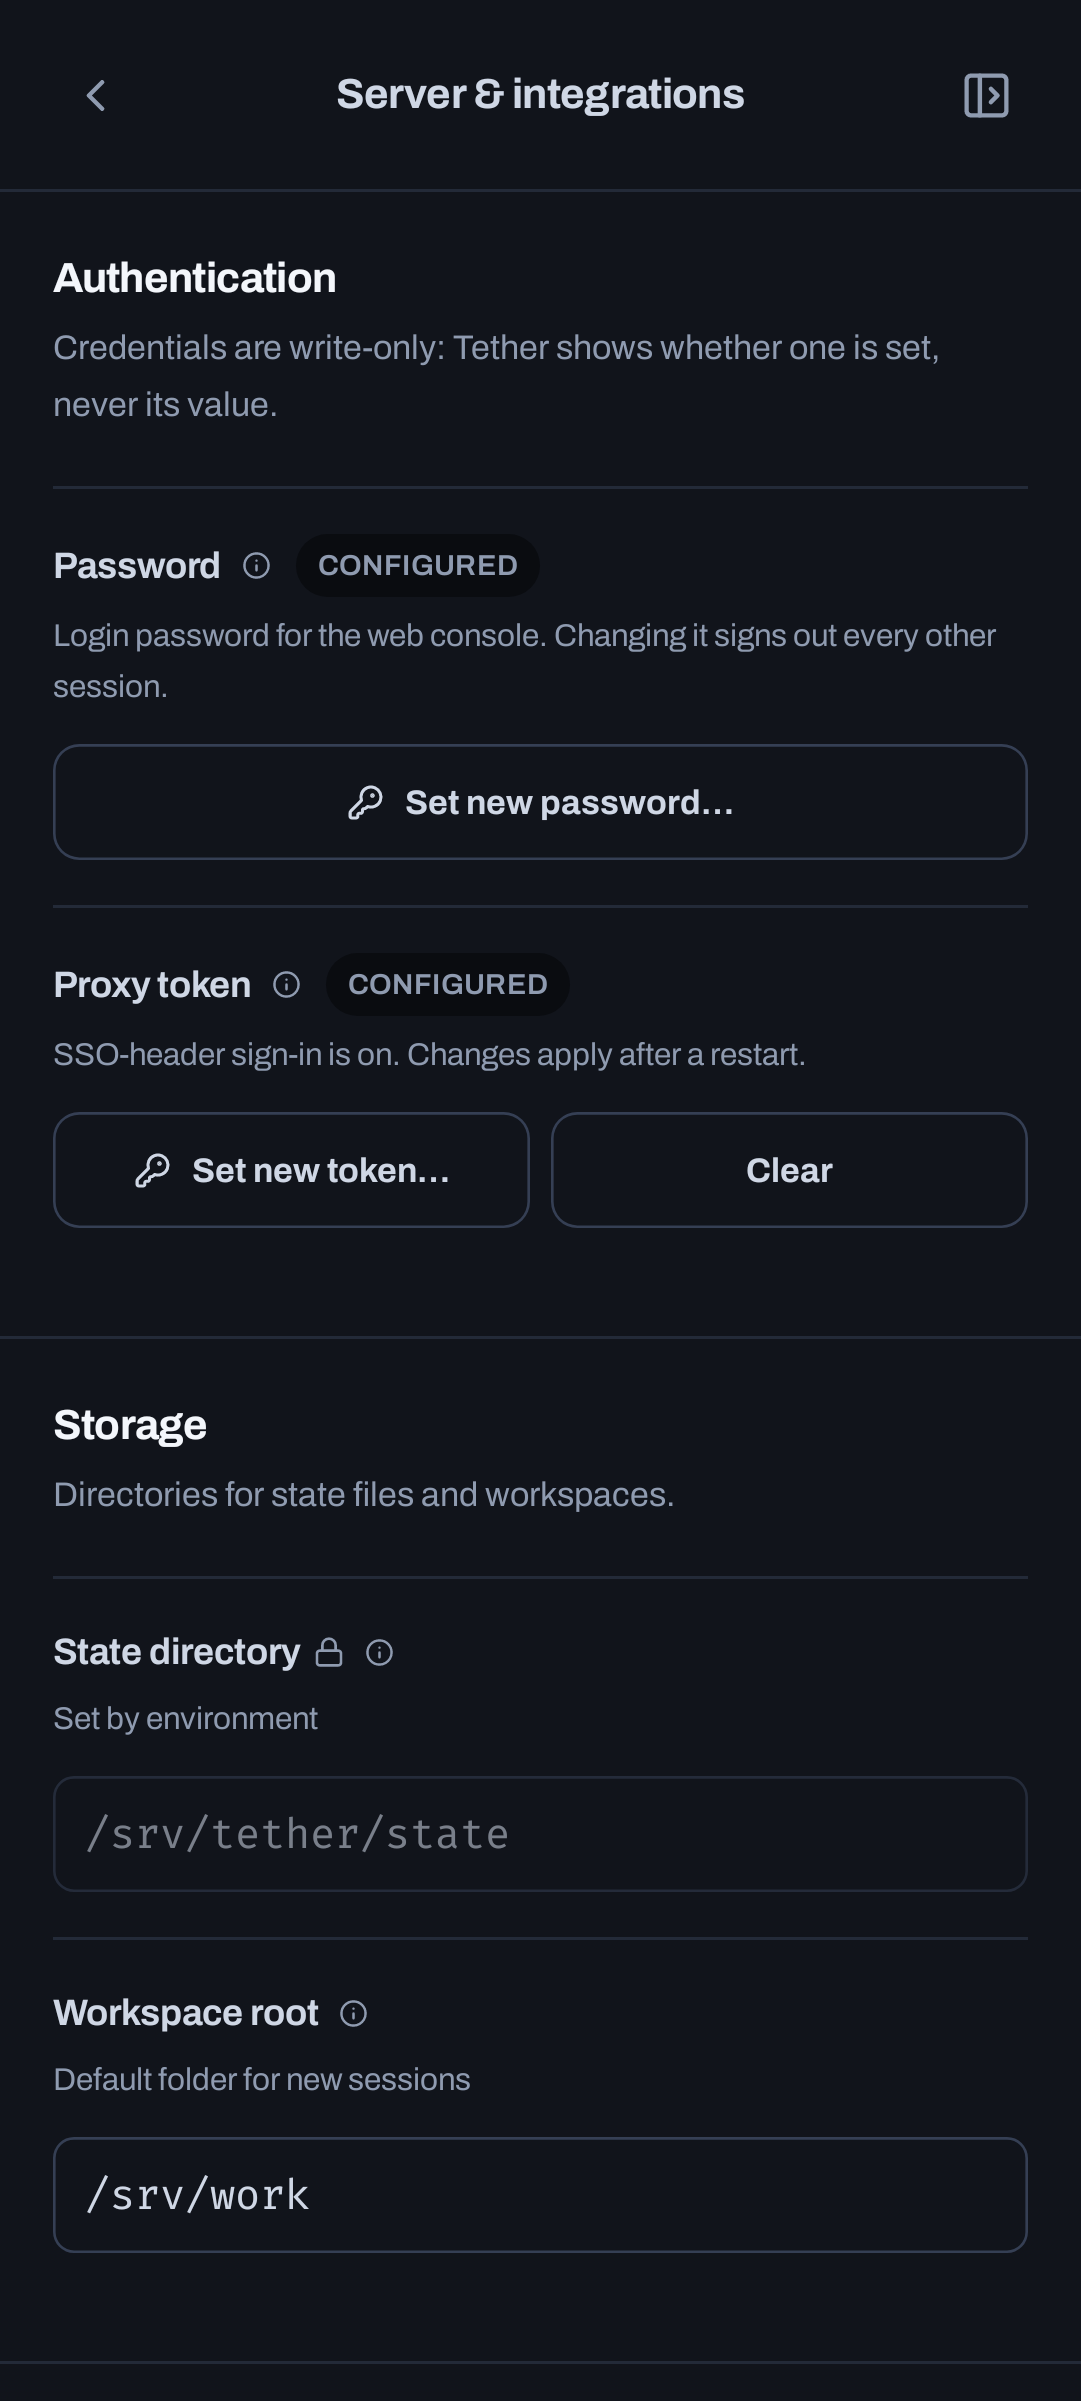 Server & integrations
Authentication
Credentials are write-only: Tether shows whether one is set,
never its value.
Password CONFIGURED
Login password for the web console. Changing it signs out every other
session.
Set new password...
Proxy token CONFIGURED
SSO-header sign-in is on. Changes apply after a restart.
Set new token...
Clear
Storage
Directories for state files and workspaces.
State directory
Set by environment
/srv/tether/state
Workspace root
Default folder for new sessions
/srv/work